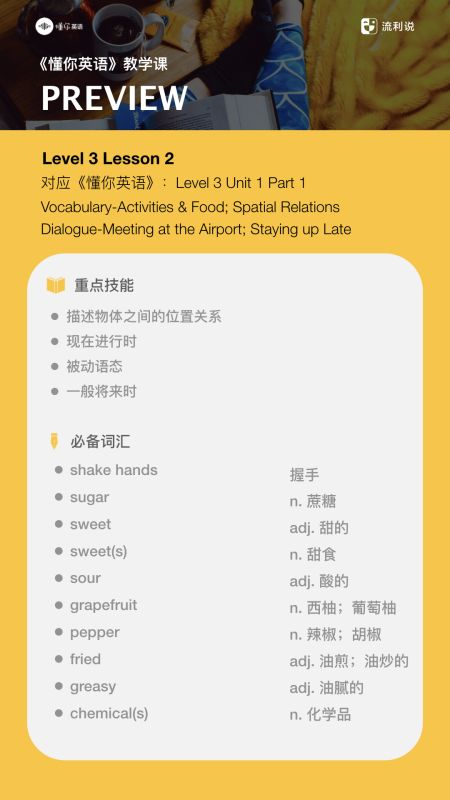 懂你英语
流利说
《懂你英语》教学课
PREVIEW
Level 3 Lesson 2
对应《懂你英语》：Level 3 Unit 1 Part 1
Vocabulary-Activities & Food; Spatial Relations
Dialogue-Meeting at the Airport; Staying up Late
重点技能
描述物体之间的位置关系
现在进行时
被动语态
一般将来时
必备词汇
shake hands 握手
sugar n. 蔗糖
sweet adj. 甜的
sweet(s) n. 甜食
sour adj. 酸的
grapefruit n. 西柚；葡萄柚
pepper n. 辣椒；胡椒
fried adj. 油煎；油炒的
greasy adj. 油腻的
chemical(s) n. 化学品